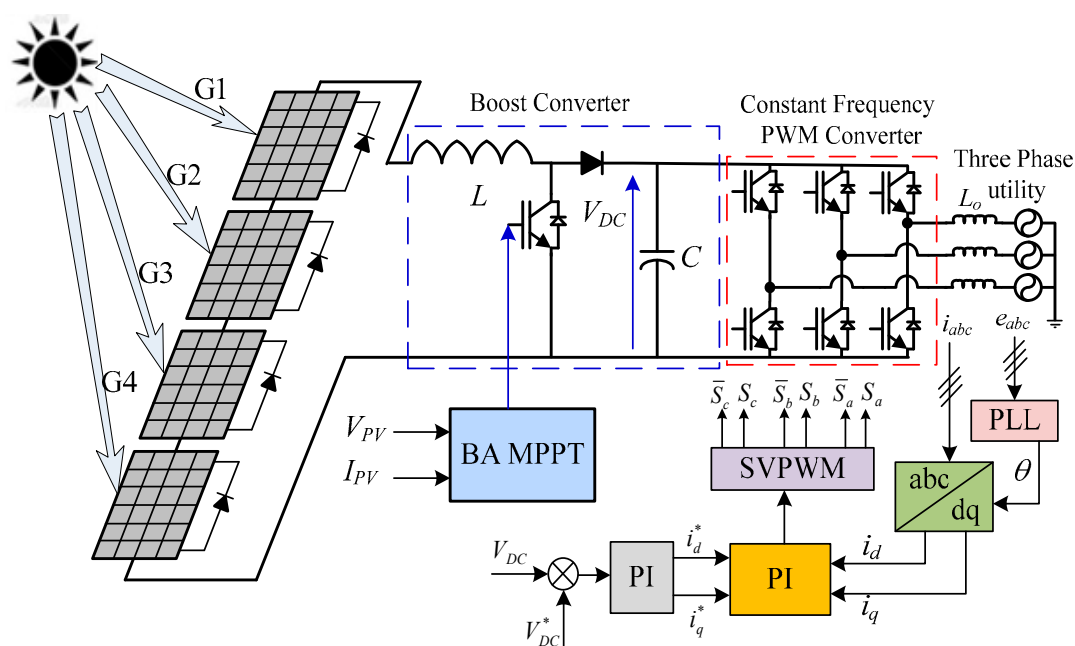 G1
G2
G3
G4
Boost Converter
Constant Frequency
PWM Converter
Three Phase
utility
L
V_DC
C
L_o
i_abc
e_abc
S̅_c S_c S̅_b S_b S̅_a S_a
V_PV
I_PV
BA MPPT
SVPWM
PLL
abc
dq
θ
V_DC
V_DC^*
PI
i_d^*
i_q^*
PI
i_d
i_q